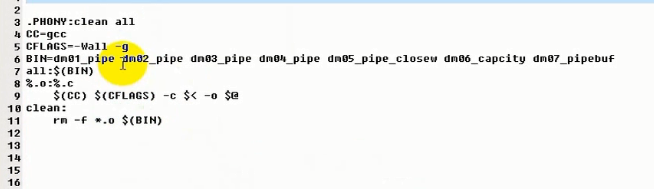 2
3 .PHONY:clean all
4 CC=gcc
5 CFLAGS=-Wall -g
6 BIN=dm01_pipe dm02_pipe dm03_pipe dm04_pipe dm05_pipe_closew dm06_capcity dm07_pipebuf
7 all:$(BIN)
8 %.o:%.c
9 $(CC) $(CFLAGS) -c $< -o $@
10 clean:
11 rm -f *.o $(BIN)
12
13
14
15
16